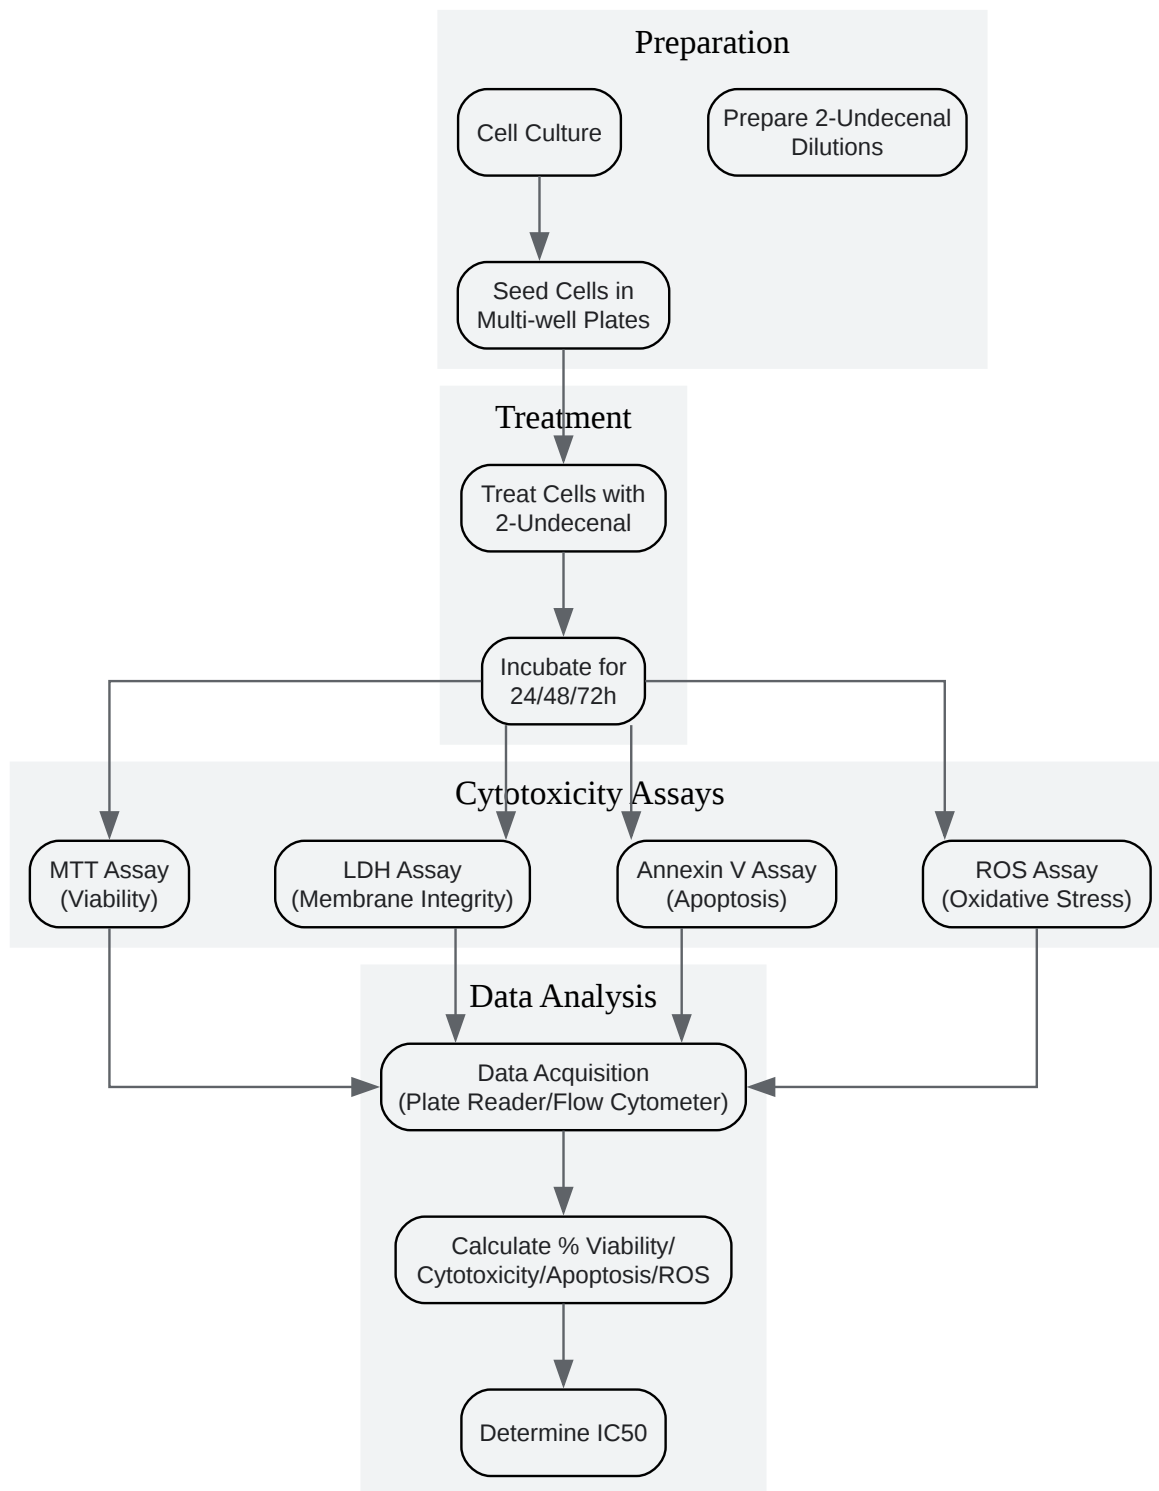 Preparation
Cell Culture
Prepare 2-Undecenal
Dilutions
Seed Cells in
Multi-well Plates
Treatment
Treat Cells with
2-Undecenal
Incubate for
24/48/72h
Cytotoxicity Assays
MTT Assay
(Viability)
LDH Assay
(Membrane Integrity)
Annexin V Assay
(Apoptosis)
ROS Assay
(Oxidative Stress)
Data Analysis
Data Acquisition
(Plate Reader/Flow Cytometer)
Calculate % Viability/
Cytotoxicity/Apoptosis/ROS
Determine IC50